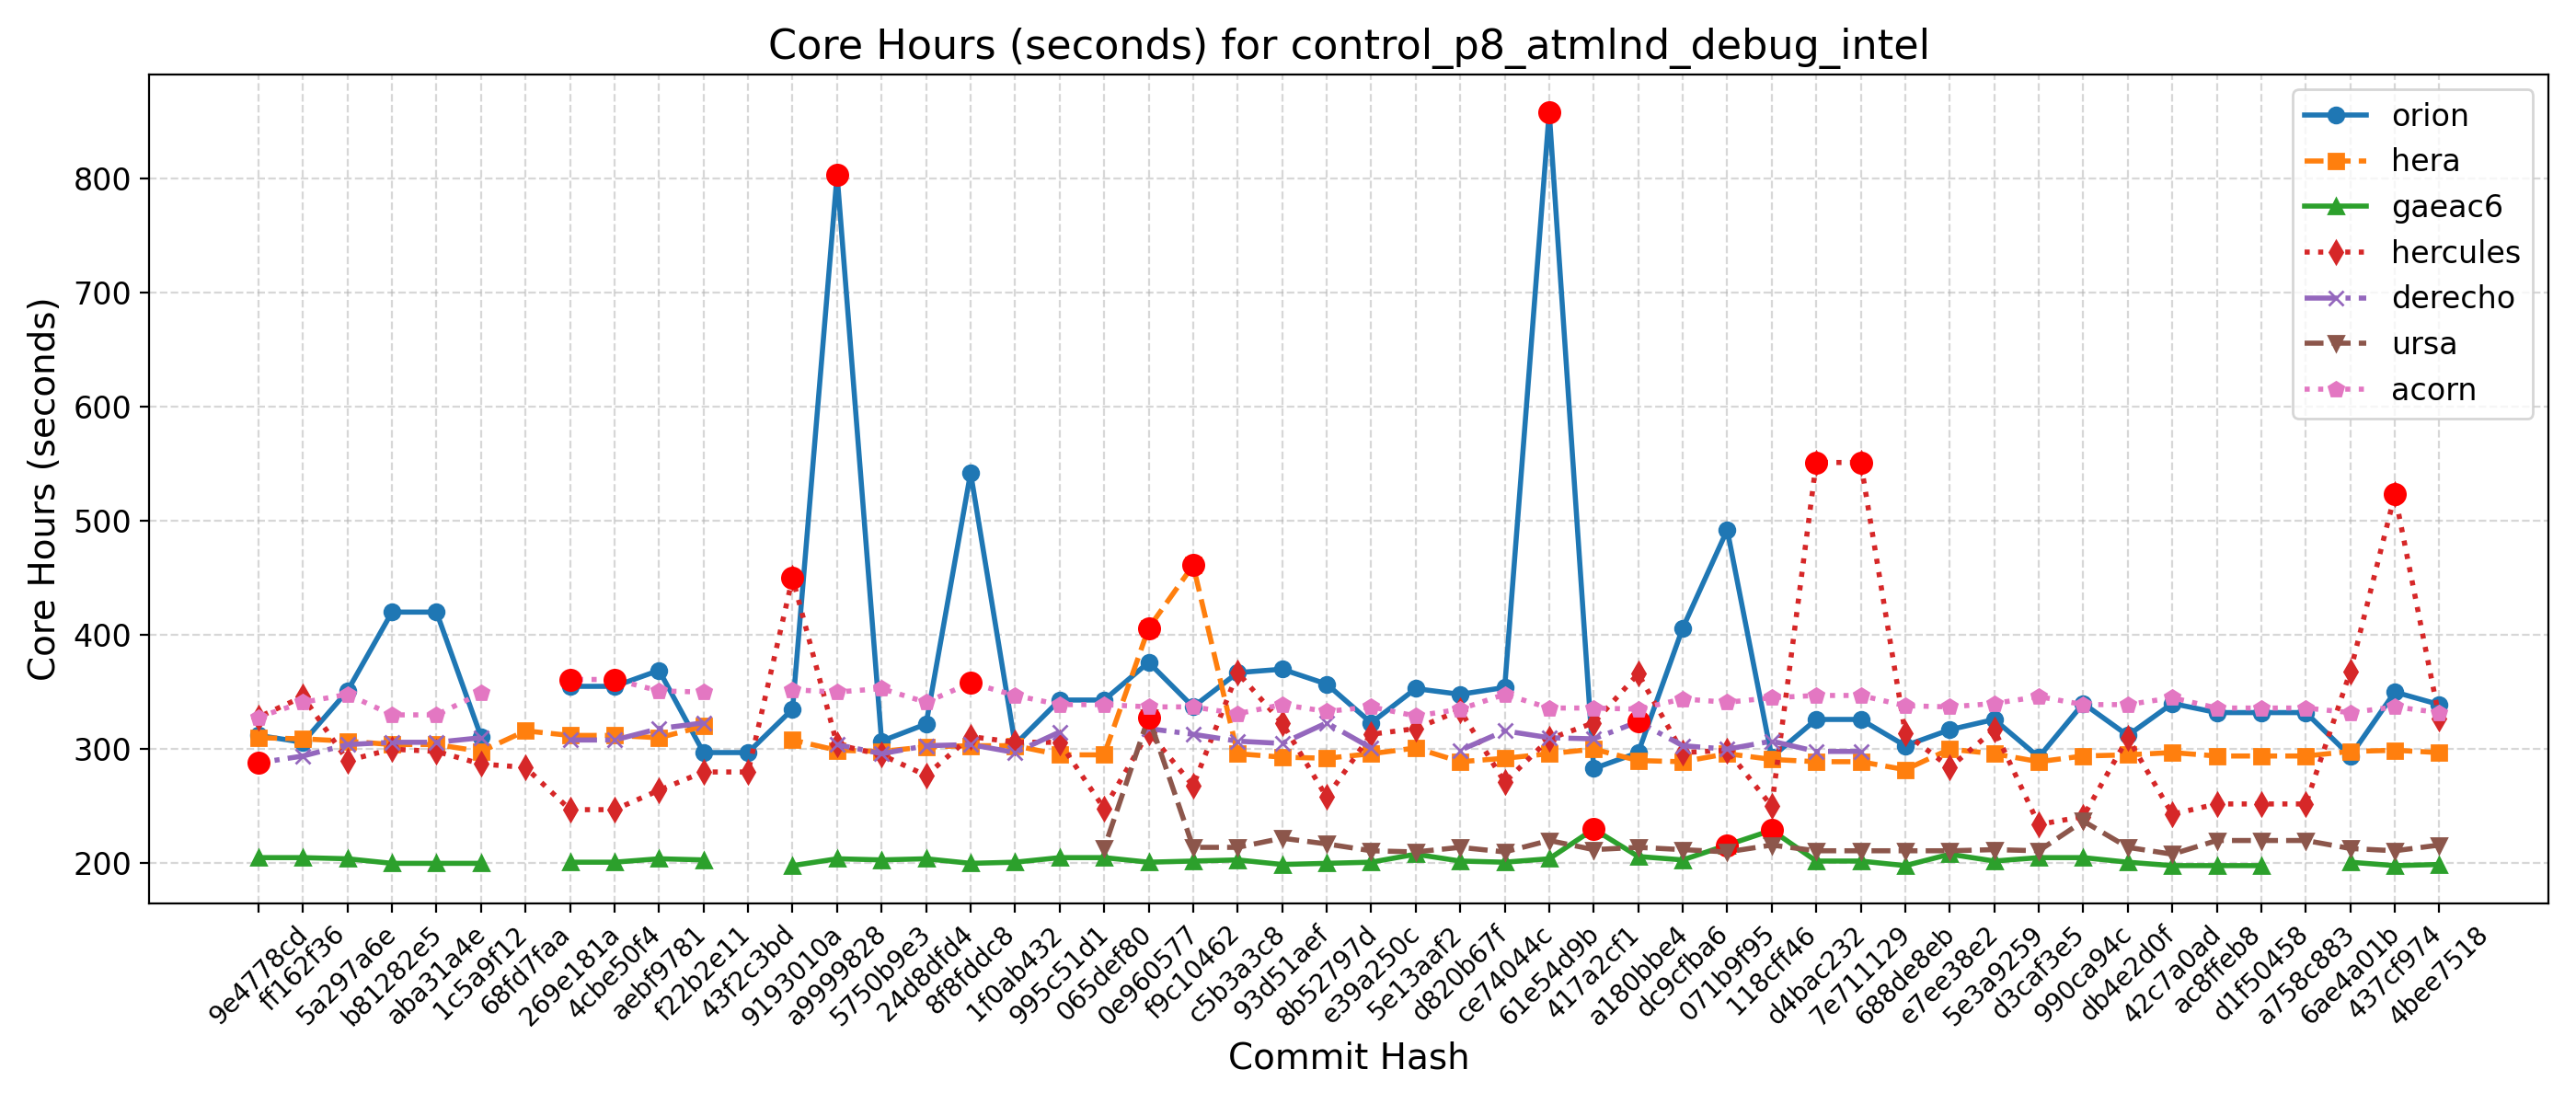 Core Hours (seconds) for control_p8_atmlnd_debug_intel
Core Hours (seconds)
800
700
600
500
400
300
200
orion
hera
gaeac6
hercules
derecho
ursa
acorn
9e4778cd
ff162f36
5a297a6e
b81282e5
aba31a4e
1c5a9f12
68fd7faa
269e181a
4cbe50f4
aebf9781
f22b2e11
43f2c3bd
9193010a
a9999828
5750b9e3
24d8dfd4
8f8fddc8
1f0ab432
995c51d1
065def80
0e960577
f9c10462
c5b3a3c8
93d51aef
8b52797d
e39a250c
5e13aaf2
d820b67f
ce74044c
61e54d9b
417a2cf1
a180bbe4
dc9cfba6
071b9f95
118cff46
d4bac232
7e711129
688de8eb
e7ee38e2
5e3a9259
d3caf3e5
990ca94c
db4e2d0f
42c7a0ad
ac8ffeb8
d1f50458
a758c883
6ae4a01b
437cf974
4bee7518
Commit Hash